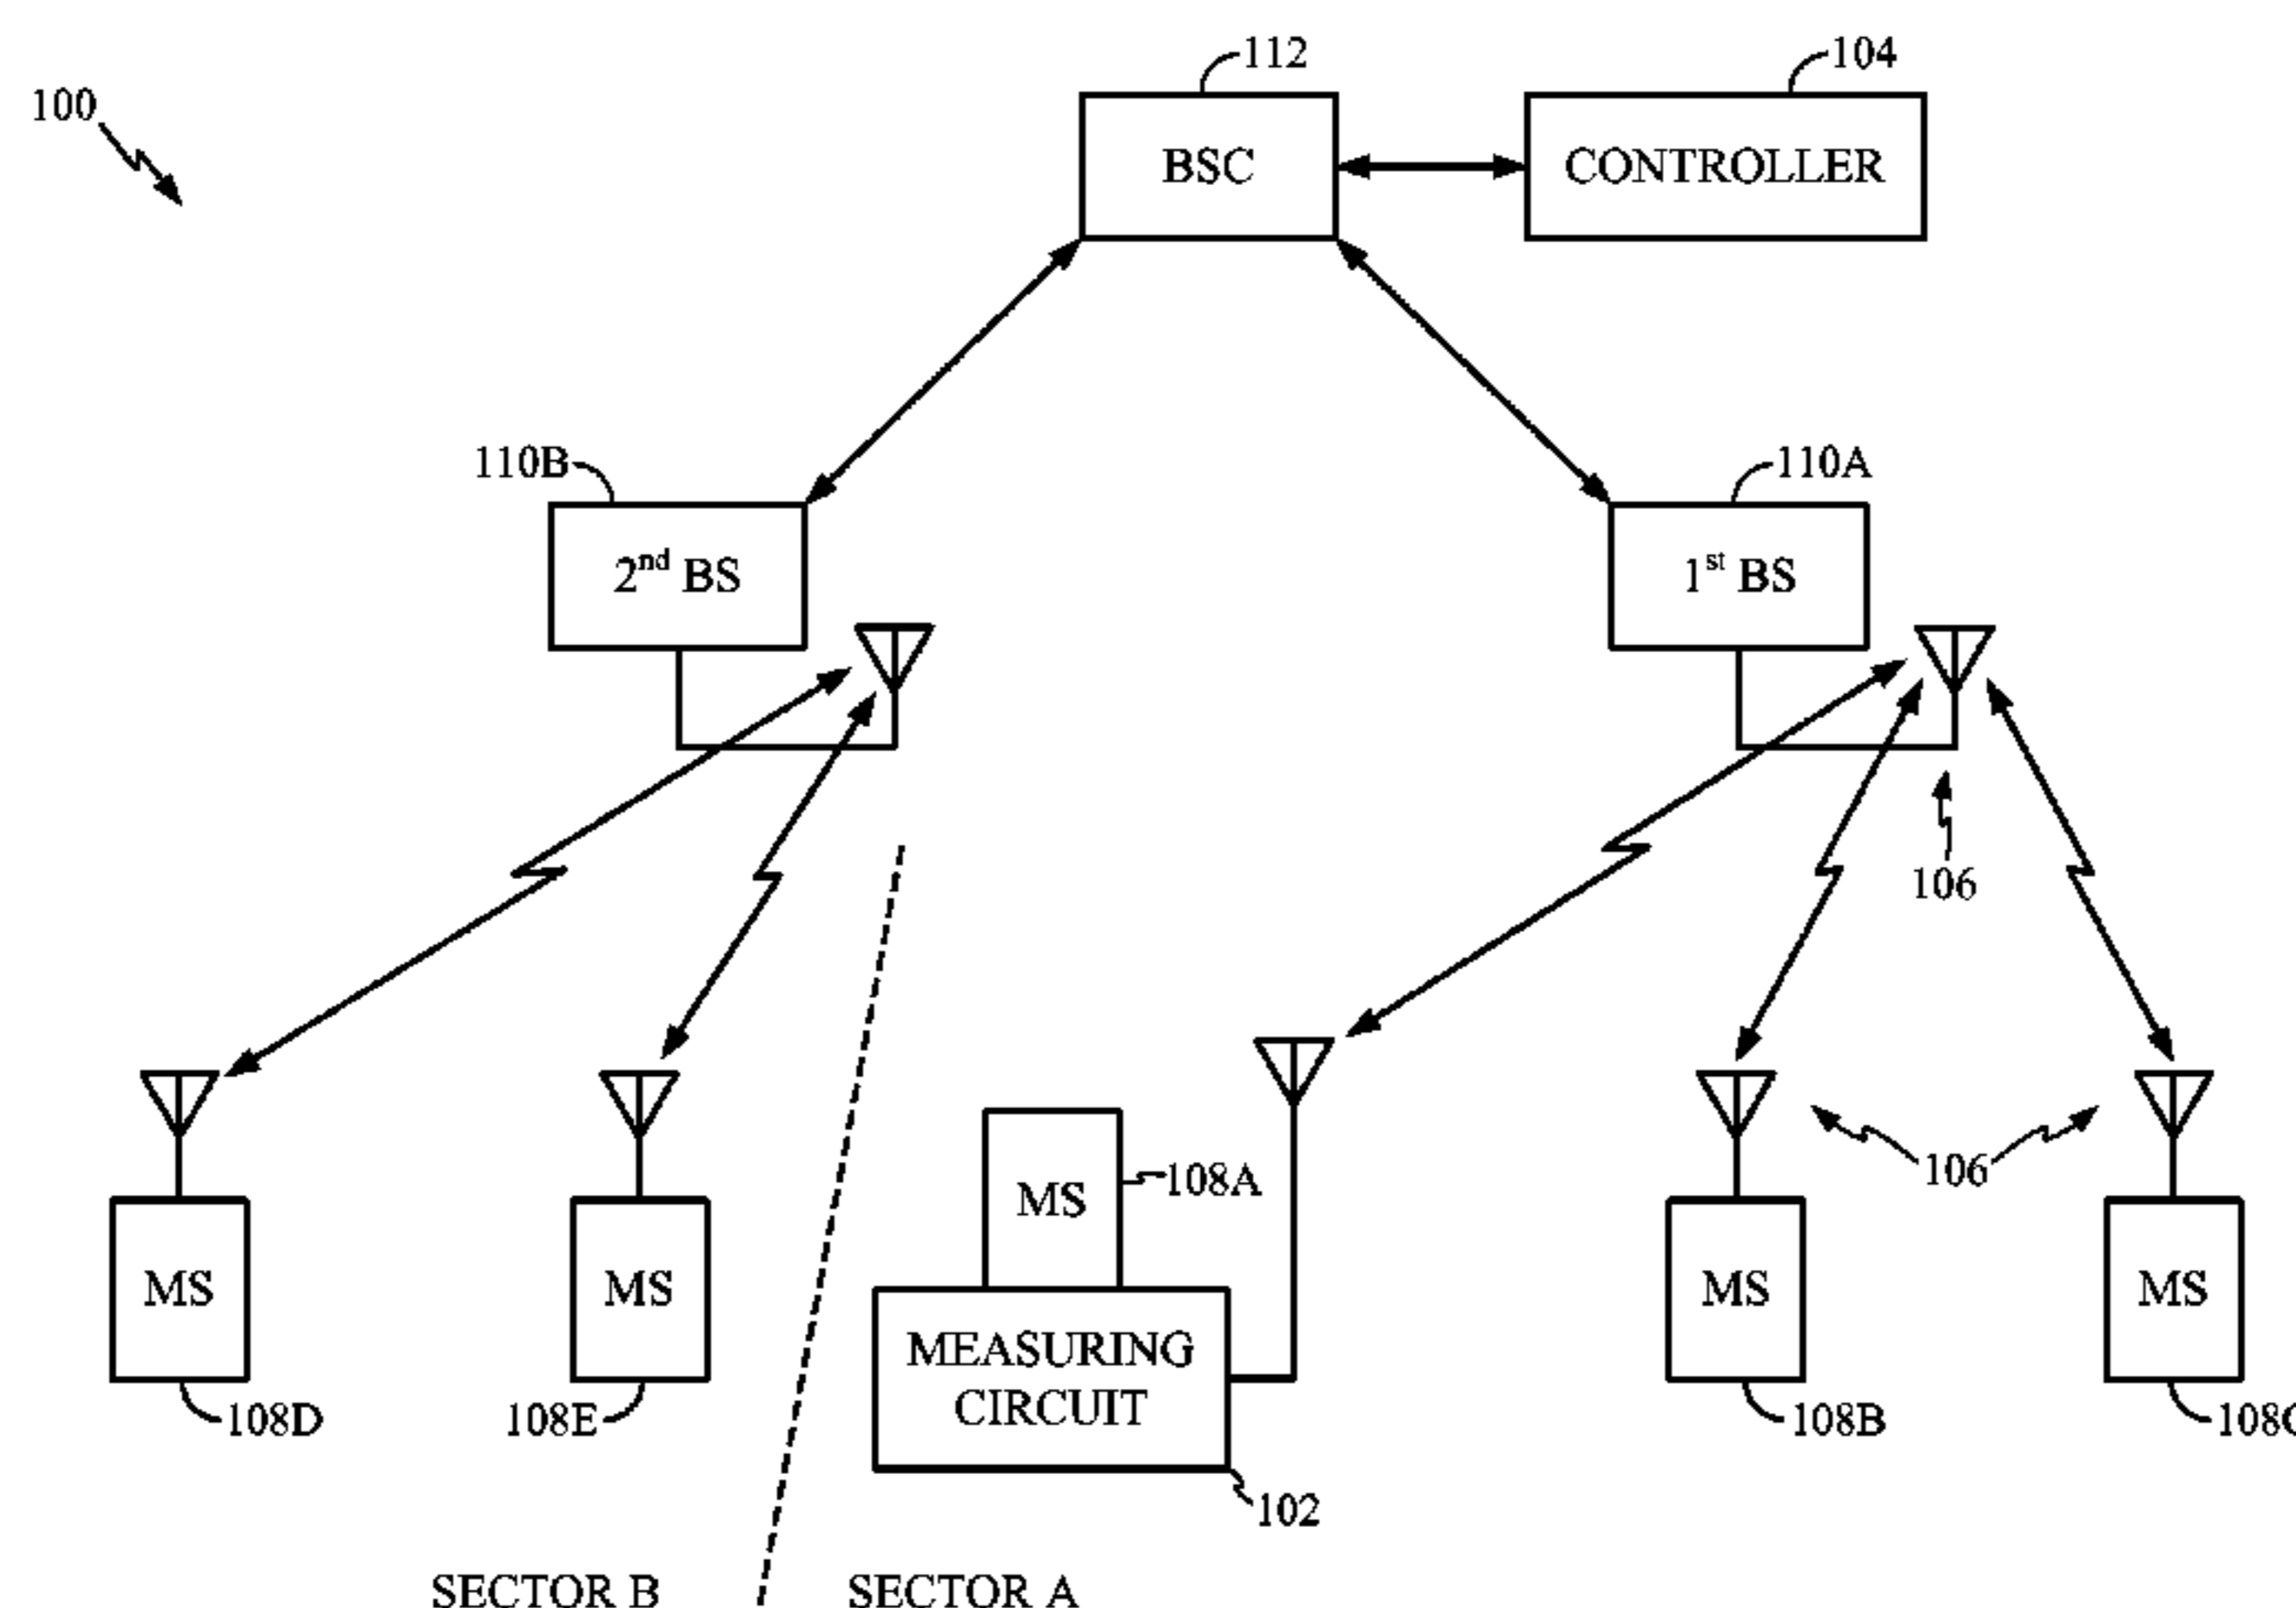 112
104
100
BSC
CONTROLLER
110B
110A
2nd BS
1st BS
106
108A
MS
106
MS
MS
MS
MS
MEASURING
CIRCUIT
108D
108E
108B
108C
102
SECTOR B
SECTOR A